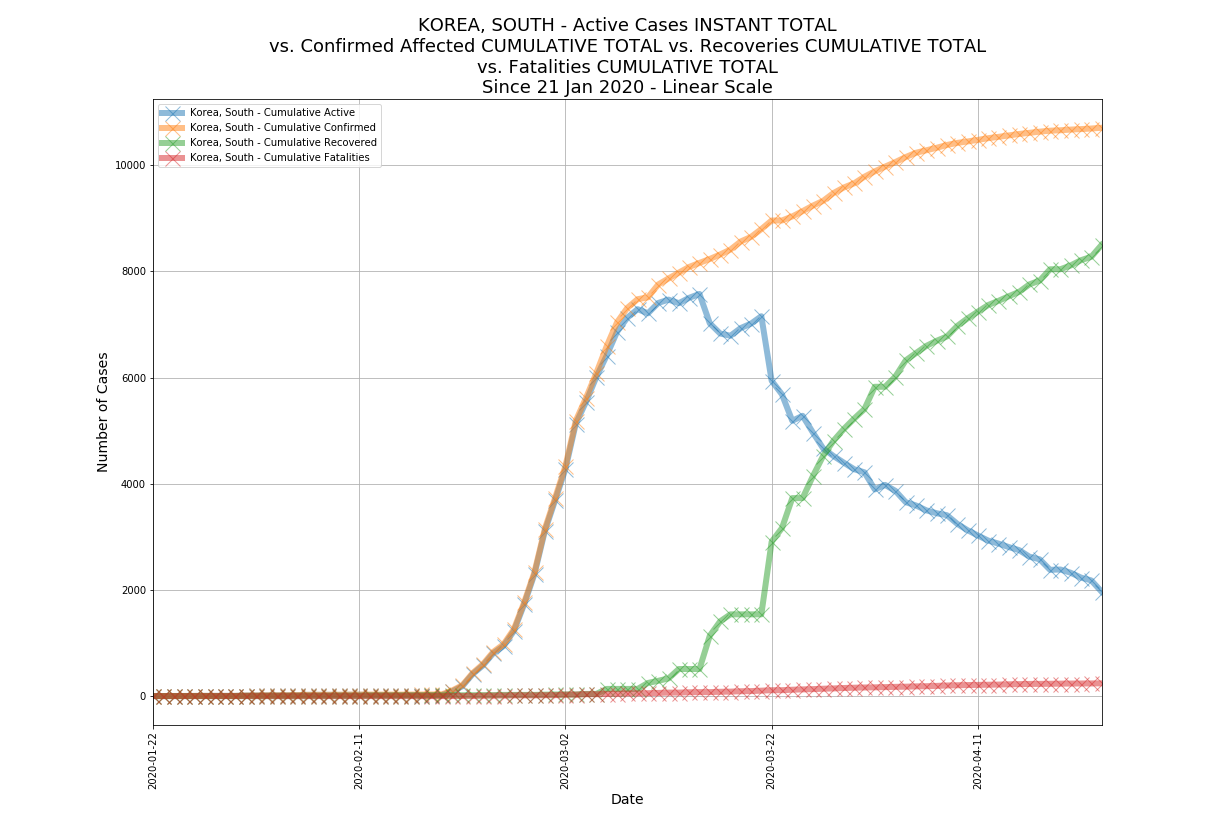 KOREA, SOUTH - Active Cases INSTANT TOTAL
vs. Confirmed Affected CUMULATIVE TOTAL vs. Recoveries CUMULATIVE TOTAL
vs. Fatalities CUMULATIVE TOTAL
Since 21 Jan 2020 - Linear Scale
Korea, South - Cumulative Active
Korea, South - Cumulative Confirmed
Korea, South - Cumulative Recovered
Korea, South - Cumulative Fatalities
Number of Cases
10000
8000
6000
4000
2000
0
2020-01-22
2020-02-11
2020-03-02
2020-03-22
2020-04-11
Date